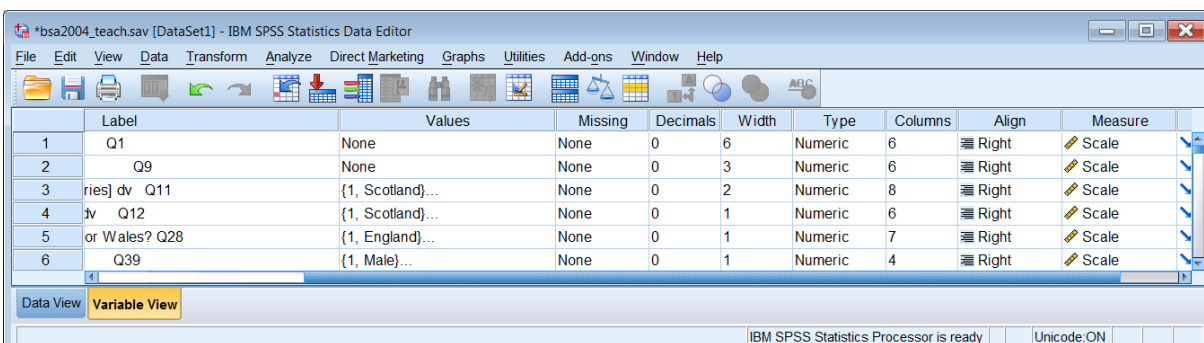 *bsa2004_teach.sav [DataSet1] - IBM SPSS Statistics Data Editor
File Edit View Data Transform Analyze Direct Marketing Graphs Utilities Add-ons Window Help
Label Values Missing Decimals Width Type Columns Align Measure
1 Q1 None None 0 6 Numeric 6 Right Scale
2 Q9 None None 0 3 Numeric 6 Right Scale
3 ries] dv Q11 {1, Scotland}... None 0 2 Numeric 8 Right Scale
4 dv Q12 {1, Scotland}... None 0 1 Numeric 6 Right Scale
5 or Wales? Q28 {1, England}... None 0 1 Numeric 7 Right Scale
6 Q39 {1, Male}... None 0 1 Numeric 4 Right Scale
Data View Variable View
IBM SPSS Statistics Processor is ready Unicode:ON